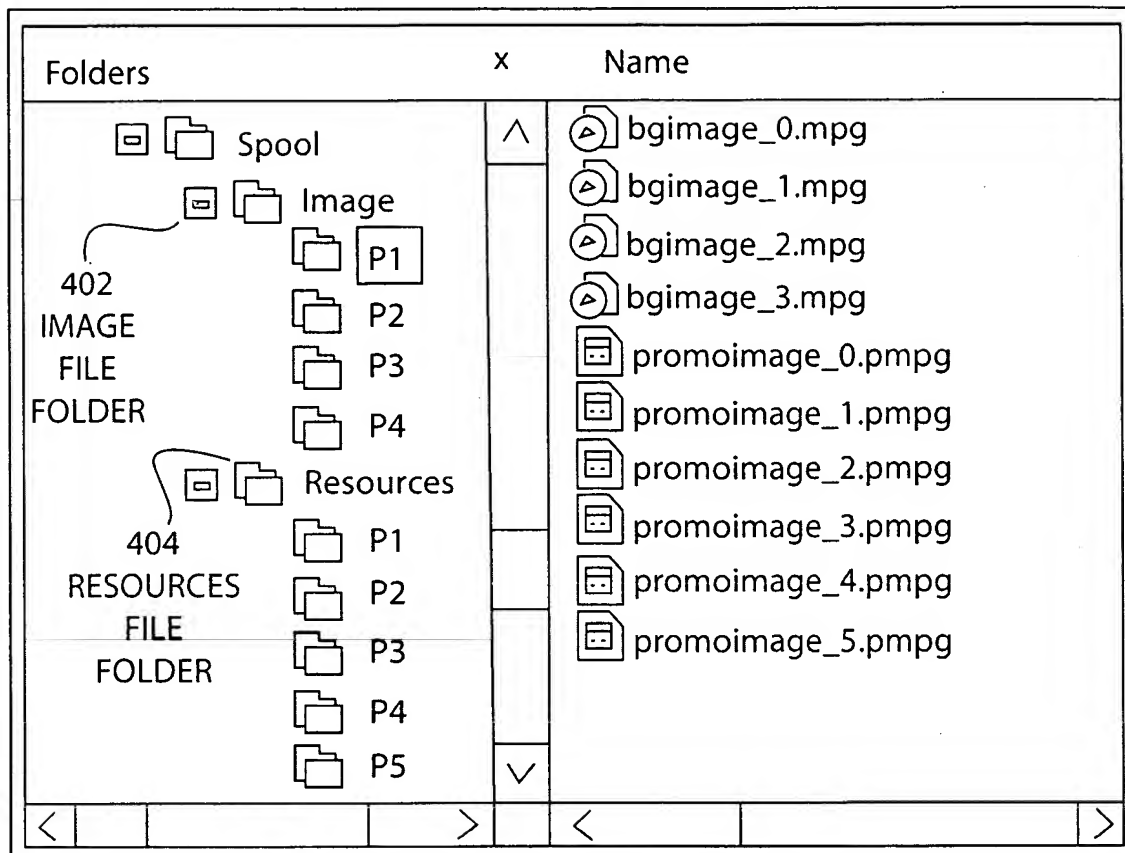 Folders x Name
Spool
Image
P1
P2
P3
P4
402
IMAGE
FILE
FOLDER
Resources
P1
P2
P3
P4
P5
404
RESOURCES
FILE
FOLDER
bgimage_0.mpg
bgimage_1.mpg
bgimage_2.mpg
bgimage_3.mpg
promoimage_0.pmpg
promoimage_1.pmpg
promoimage_2.pmpg
promoimage_3.pmpg
promoimage_4.pmpg
promoimage_5.pmpg